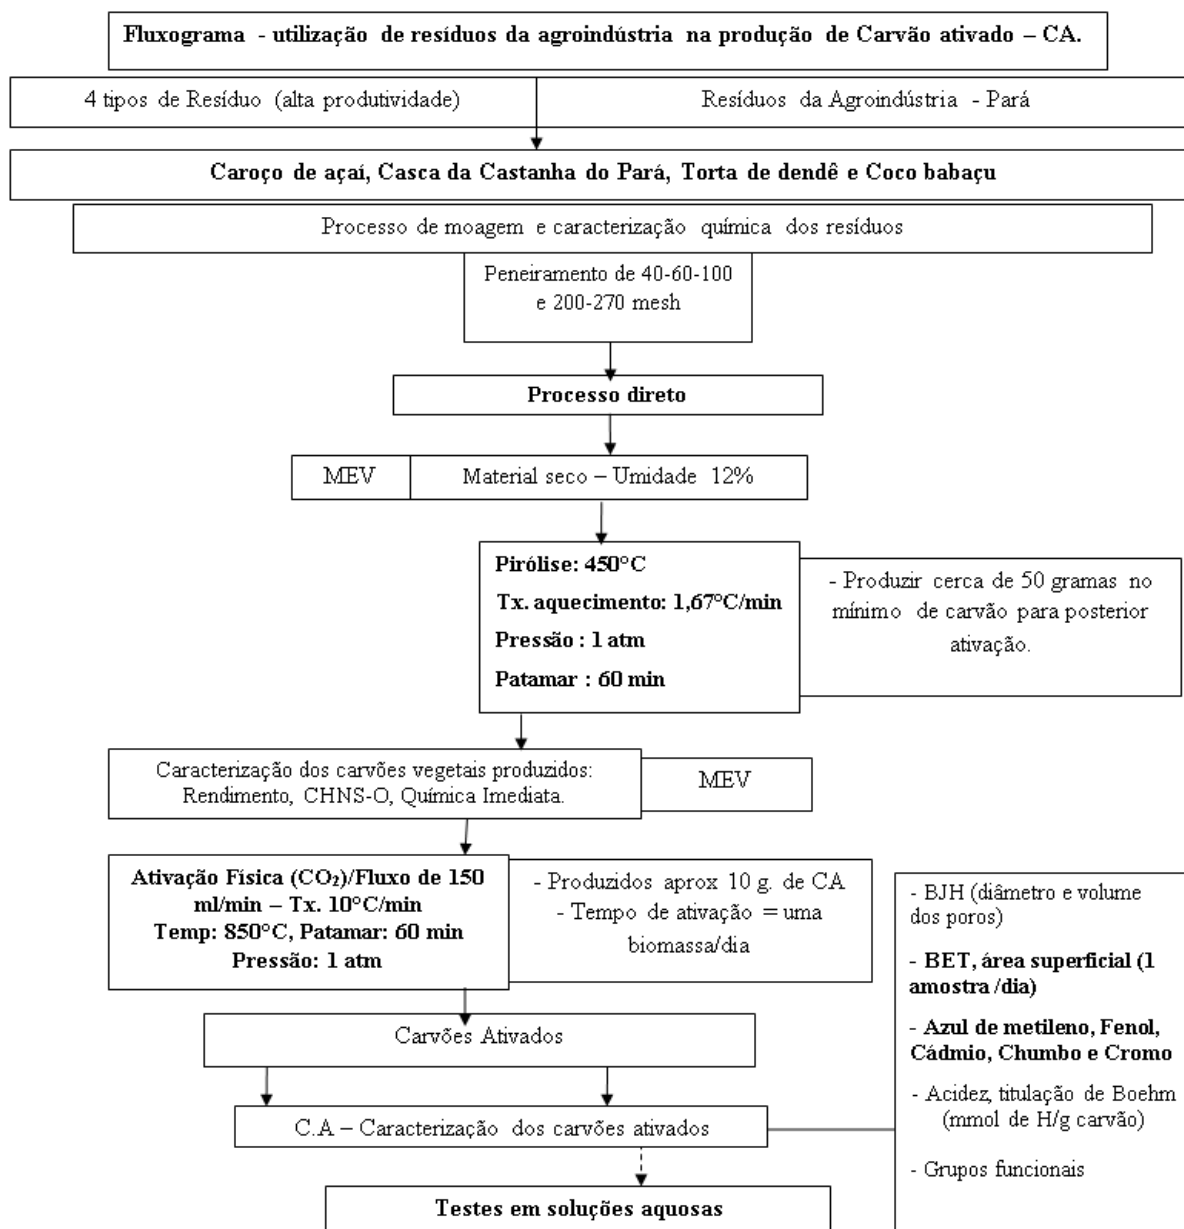 Fluxograma - utilização de resíduos da agroindústria na produção de Carvão ativado – CA.
4 tipos de Resíduo (alta produtividade)
Resíduos da Agroindústria - Pará
Caroço de açaí, Casca da Castanha do Pará, Torta de dendê e Coco babaçu
Processo de moagem e caracterização química dos resíduos
Peneiramento de 40-60-100
e 200-270 mesh
Processo direto
MEV
Material seco – Umidade 12%
Pirólise: 450°C
Tx. aquecimento: 1,67°C/min
Pressão : 1 atm
Patamar : 60 min
- Produzir cerca de 50 gramas no
mínimo de carvão para posterior
ativação.
Caracterização dos carvões vegetais produzidos:
Rendimento, CHNS-O, Química Imediata.
MEV
Ativação Física (CO₂)/Fluxo de 150
ml/min – Tx. 10°C/min
Temp: 850°C, Patamar: 60 min
Pressão: 1 atm
- Produzidos aprox 10 g. de CA
- Tempo de ativação = uma
biomassa/dia
Carvões Ativados
C.A – Caracterização dos carvões ativados
- BJH (diâmetro e volume
dos poros)
- BET, área superficial (1
amostra /dia)
- Azul de metileno, Fenol,
Cádmio, Chumbo e Cromo
- Acidez, titulação de Boehm
(mmol de H/g carvão)
- Grupos funcionais
Testes em soluções aquosas